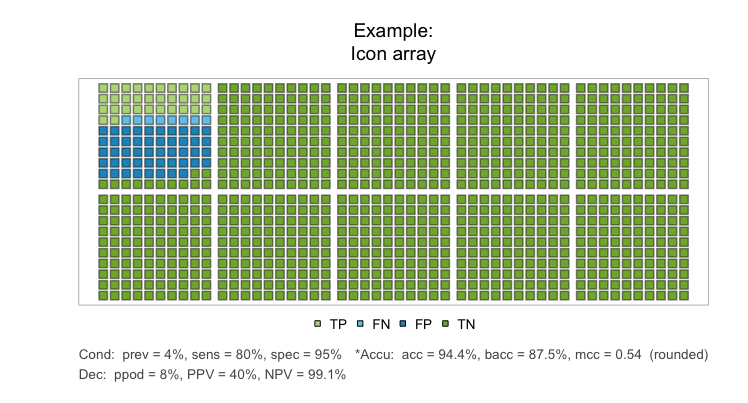 Example:
Icon array
TP FN FP TN
Cond: prev = 4%, sens = 80%, spec = 95% *Accu: acc = 94.4%, bacc = 87.5%, mcc = 0.54 (rounded)
Dec: ppod = 8%, PPV = 40%, NPV = 99.1%